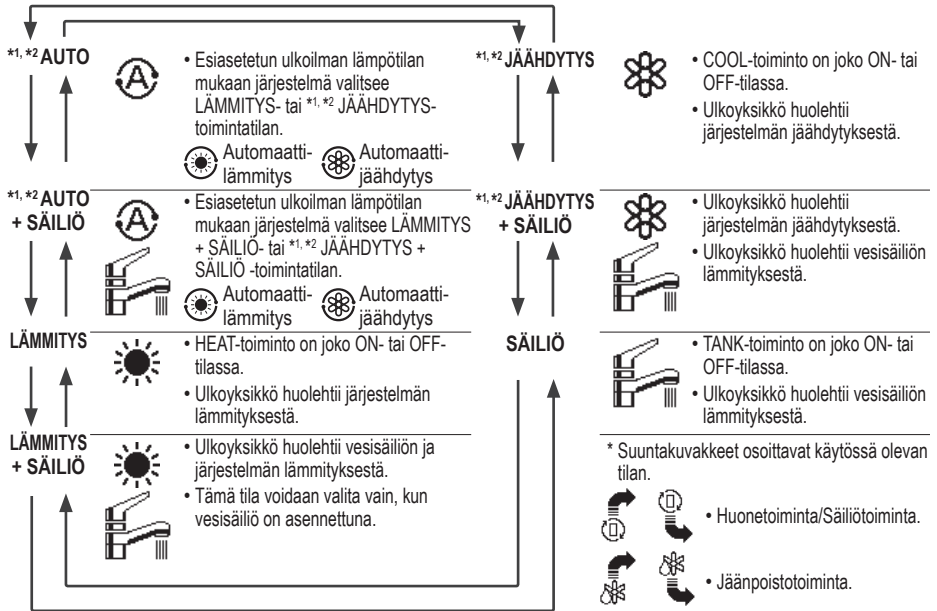 *1, *2 AUTO
• Esiasetetun ulkoilman lämpötilan
mukaan järjestelmä valitsee
LÄMMITYS- tai *1, *2 JÄÄHDYTYS-
toimintatilan.
Automaatti-
lämmitys
Automaatti-
jäähdytys
*1, *2 AUTO
+ SÄILIÖ
• Esiasetetun ulkoilman lämpötilan
mukaan järjestelmä valitsee LÄMMITYS
+ SÄILIÖ- tai *1, *2 JÄÄHDYTYS +
SÄILIÖ -toimintatilan.
Automaatti-
lämmitys
Automaatti-
jäähdytys
LÄMMITYS
• HEAT-toiminto on joko ON- tai OFF-
tilassa.
• Ulkoyksikkö huolehtii järjestelmän
lämmityksestä.
LÄMMITYS
+ SÄILIÖ
• Ulkoyksikkö huolehtii vesisäiliön ja
järjestelmän lämmityksestä.
• Tämä tila voidaan valita vain, kun
vesisäiliö on asennettuna.
*1, *2 JÄÄHDYTYS
• COOL-toiminto on joko ON- tai
OFF-tilassa.
• Ulkoyksikkö huolehtii
järjestelmän jäähdytyksestä.
*1, *2 JÄÄHDYTYS
+ SÄILIÖ
• Ulkoyksikkö huolehtii
järjestelmän jäähdytyksestä.
• Ulkoyksikkö huolehtii vesisäiliön
lämmityksestä.
SÄILIÖ
• TANK-toiminto on joko ON- tai
OFF-tilassa.
• Ulkoyksikkö huolehtii vesisäiliön
lämmityksestä.
* Suuntakuvakkeet osoittavat käytössä olevan
tilan.
• Huonetoiminta/Säiliötoiminta.
• Jäänpoistotoiminta.